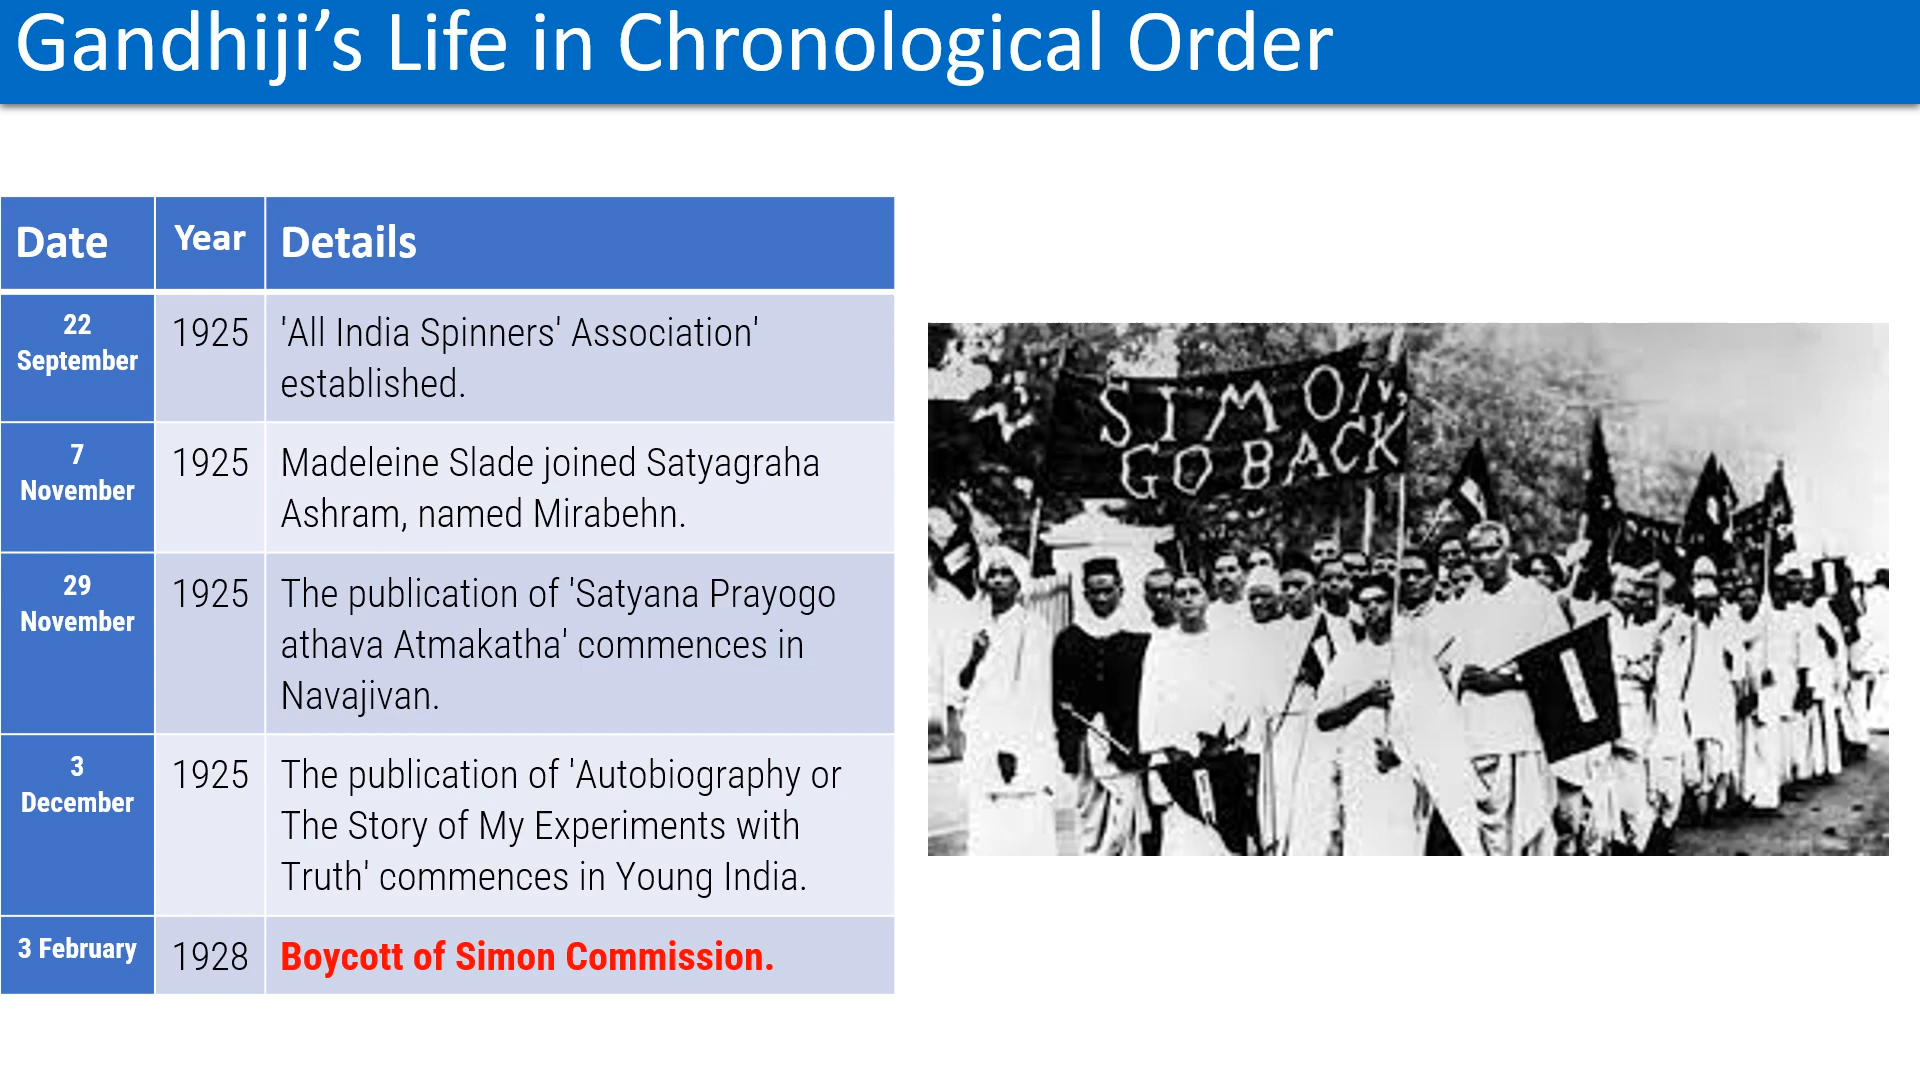 Gandhiji’s Life in Chronological Order
Date Year Details
22 September 1925 'All India Spinners' Association' established.
7 November 1925 Madeleine Slade joined Satyagraha Ashram, named Mirabehn.
29 November 1925 The publication of 'Satyana Prayogo athava Atmakatha' commences in Navajivan.
3 December 1925 The publication of 'Autobiography or The Story of My Experiments with Truth' commences in Young India.
3 February 1928 Boycott of Simon Commission.
SIMON,
GO BACK